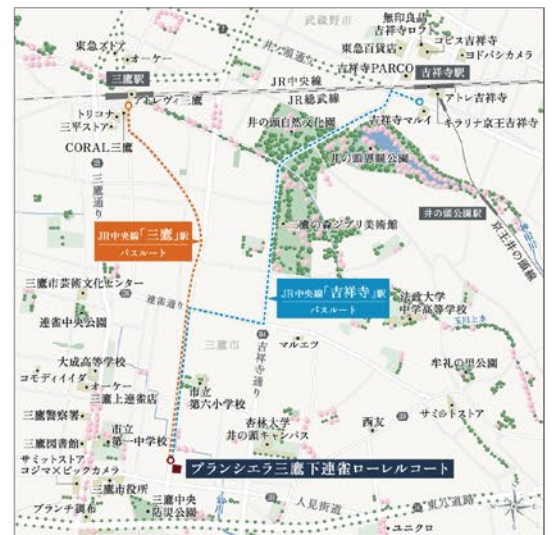 武蔵野市
無印良品
吉祥寺ロフト
コピス吉祥寺
東急ストア
オーケー
井の頭通り
東急百貨店
ヨドバシカメラ
吉祥寺PARCO
三鷹駅
JR中央線
吉祥寺駅
アトレヴィ三鷹
JR総武線
アトレ吉祥寺
トリコナ
三平ストア
井の頭自然文化園
吉祥寺マルイ
キラリナ京王吉祥寺
CORAL三鷹
井の頭恩賜公園
三鷹通り
井の頭公園駅
京王井の頭線
三鷹の森ジブリ美術館
JR中央線「三鷹」駅
バスルート
三鷹市芸術文化センター
連雀通り
JR中央線「吉祥寺」駅
バスルート
法政大学
中学高等学校
玉川上水
連雀中央公園
三鷹市
吉祥寺通り
マルエツ
大成高等学校
牟礼の里公園
コモディイイダ
オーケー
三鷹上連雀店
市立
第六小学校
サミットストア
三鷹警察署
杏林大学
井の頭キャンパス
西友
三鷹図書館
市立
第一中学校
サミットストア
コジマ×ビックカメラ
ブランシエラ三鷹下連雀ローレルコート
三鷹市役所
三鷹中央
防災公園
人見街道
東八道路
ブランチ調布
ユニクロ